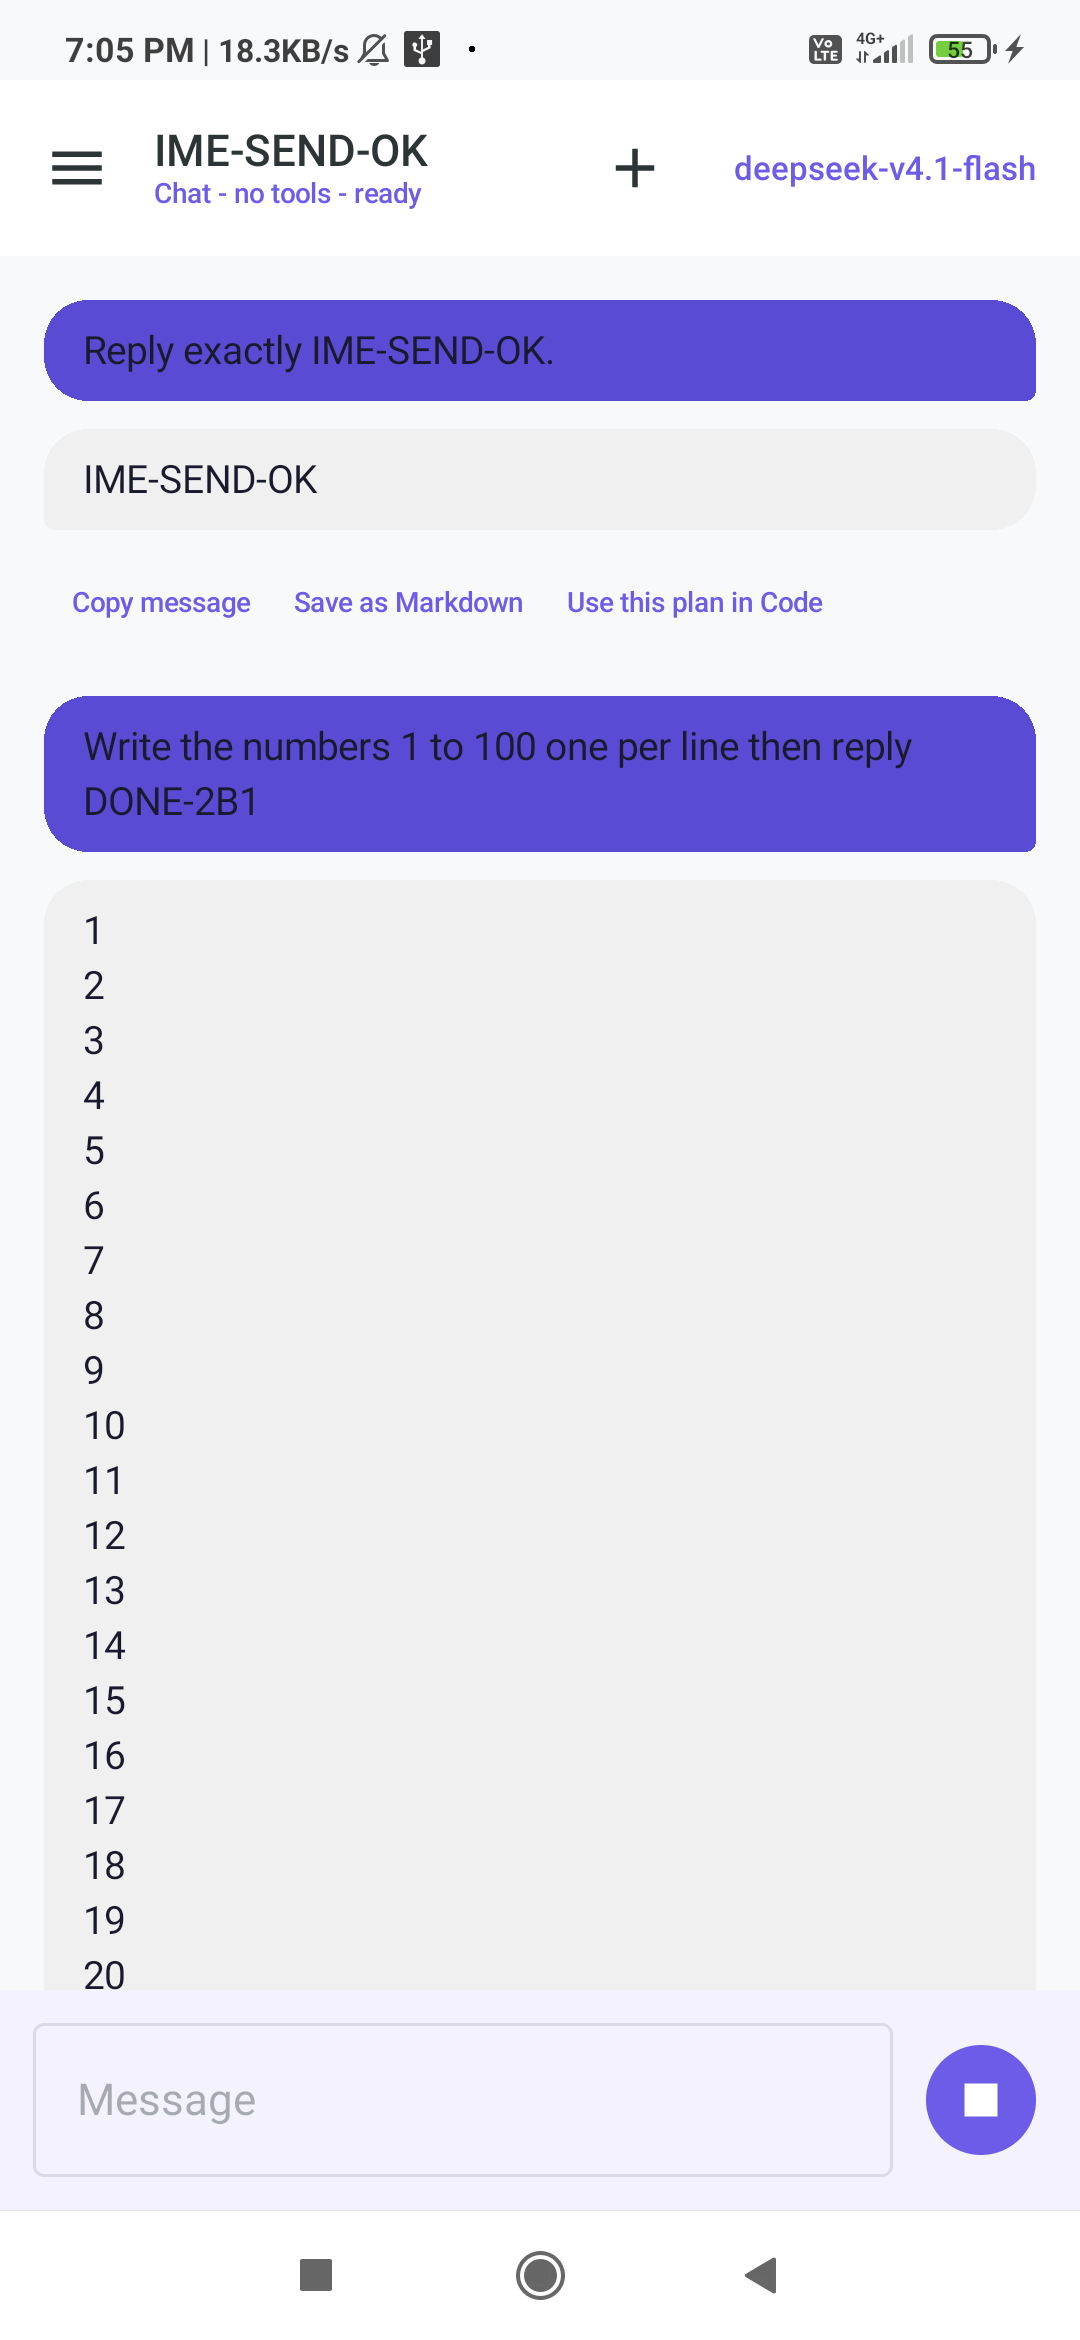 7:05 PM | 18.3KB/s
Vo LTE
4G+
55
IME-SEND-OK
Chat - no tools - ready
deepseek-v4.1-flash
Reply exactly IME-SEND-OK.
IME-SEND-OK
Copy message Save as Markdown Use this plan in Code
Write the numbers 1 to 100 one per line then reply
DONE-2B1
1
2
3
4
5
6
7
8
9
10
11
12
13
14
15
16
17
18
19
20
Message